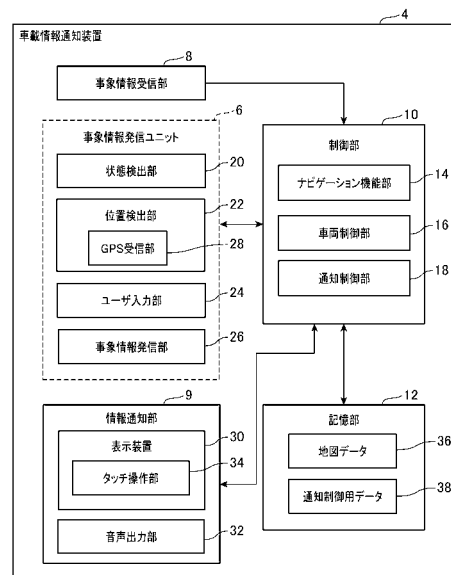 4
車載情報通知装置
8
事象情報受信部
6
事象情報発信ユニット
状態検出部
20
位置検出部
22
GPS受信部
28
ユーザ入力部
24
事象情報発信部
26
10
制御部
ナビゲーション機能部
14
車両制御部
16
通知制御部
18
9
情報通知部
表示装置
30
タッチ操作部
34
音声出力部
32
12
記憶部
地図データ
36
通知制御用データ
38